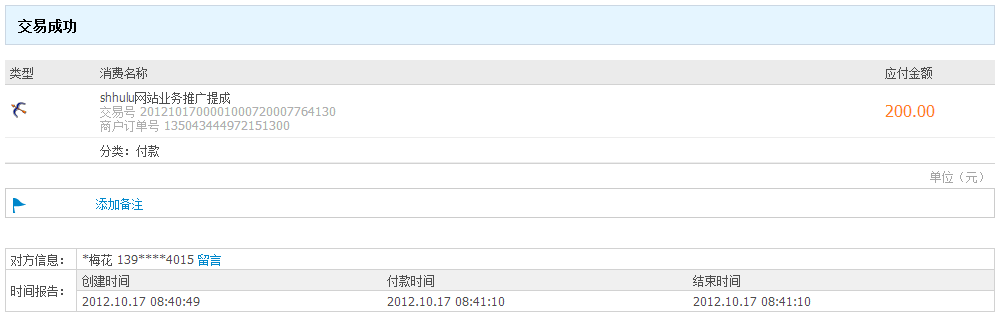 交易成功
类型 消费名称 应付金额
shhulu网站业务推广提成
交易号 2012101700001000720007764130
200.00
商户订单号 135043444972151300
分类：付款
单位（元）
添加备注
对方信息： *梅花 139****4015 留言
时间报告： 创建时间 付款时间 结束时间
2012.10.17 08:40:49 2012.10.17 08:41:10 2012.10.17 08:41:10